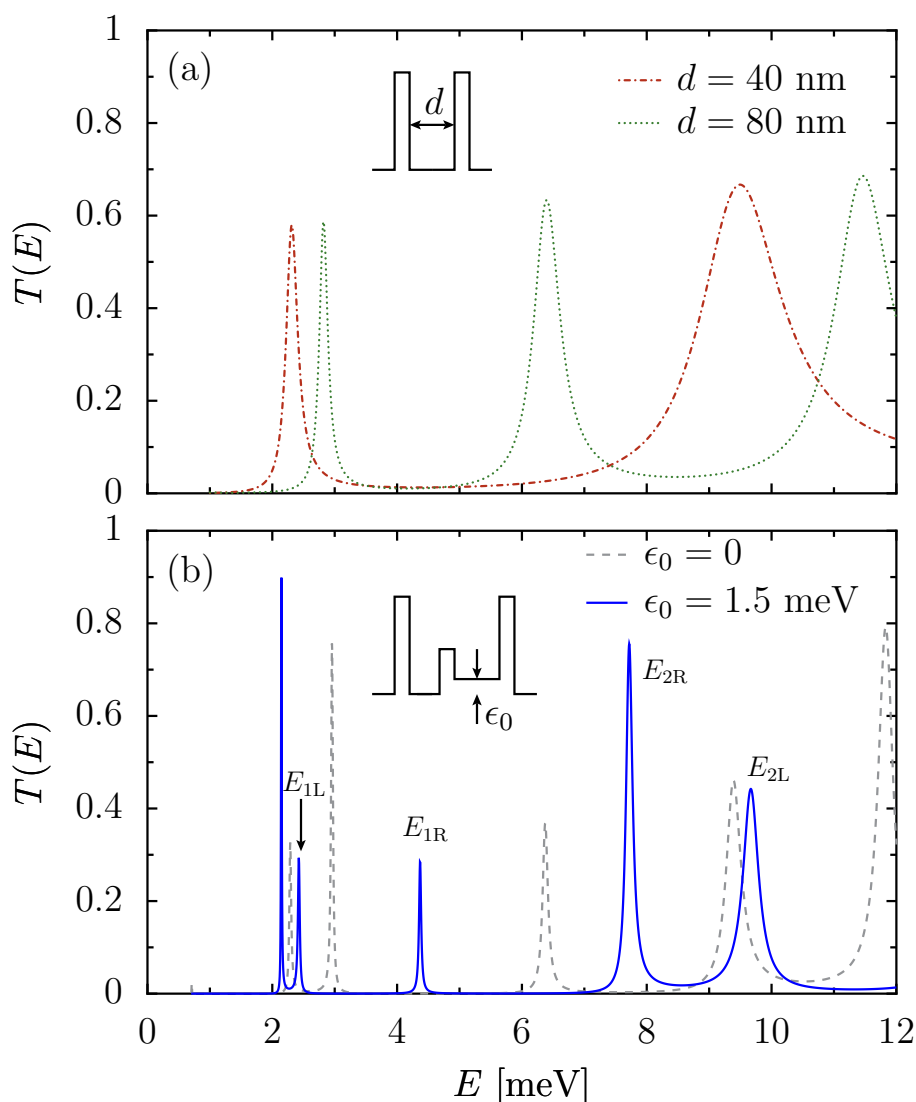 1
(a)
d = 40 nm
d = 80 nm
d
0.8
0.6
T(E)
0.4
0.2
0
1
(b)
ϵ₀ = 0
ϵ₀ = 1.5 meV
0.8
E₂R
ϵ₀
0.6
T(E)
E₁L
E₂L
0.4
E₁R
0.2
0
0 2 4 6 8 10 12
E [meV]